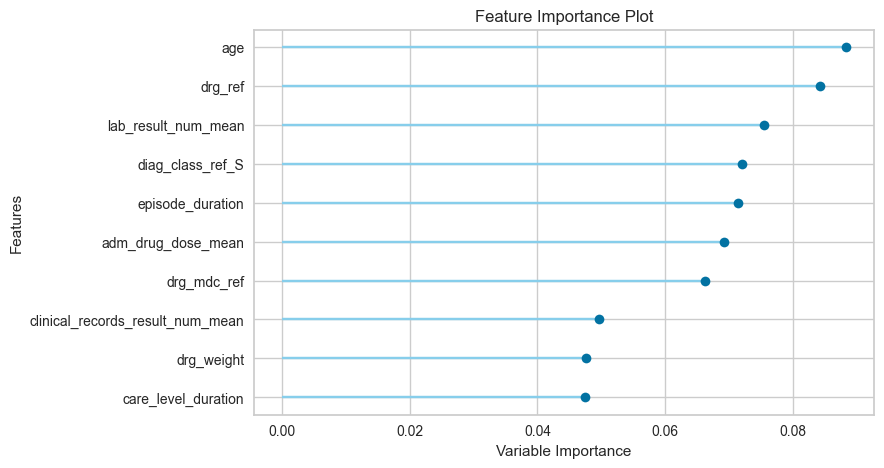 Feature Importance Plot
age
drg_ref
lab_result_num_mean
diag_class_ref_S
episode_duration
adm_drug_dose_mean
drg_mdc_ref
clinical_records_result_num_mean
drg_weight
care_level_duration
Features
0.00 0.02 0.04 0.06 0.08
Variable Importance